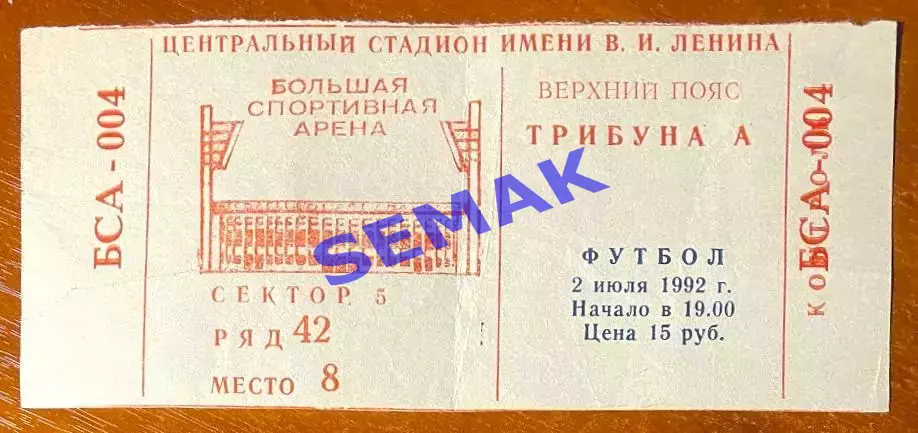 ЦЕНТРАЛЬНЫЙ СТАДИОН ИМЕНИ В. И. ЛЕНИНА
БСА - 004
БОЛЬШАЯ
СПОРТИВНАЯ
АРЕНА
СЕКТОР 5
РЯД 42
МЕСТО 8
ВЕРХНИЙ ПОЯС
ТРИБУНА А
ФУТБОЛ
2 июля 1992 г.
Начало в 19.00
Цена 15 руб.
БСА-004
SEMAK